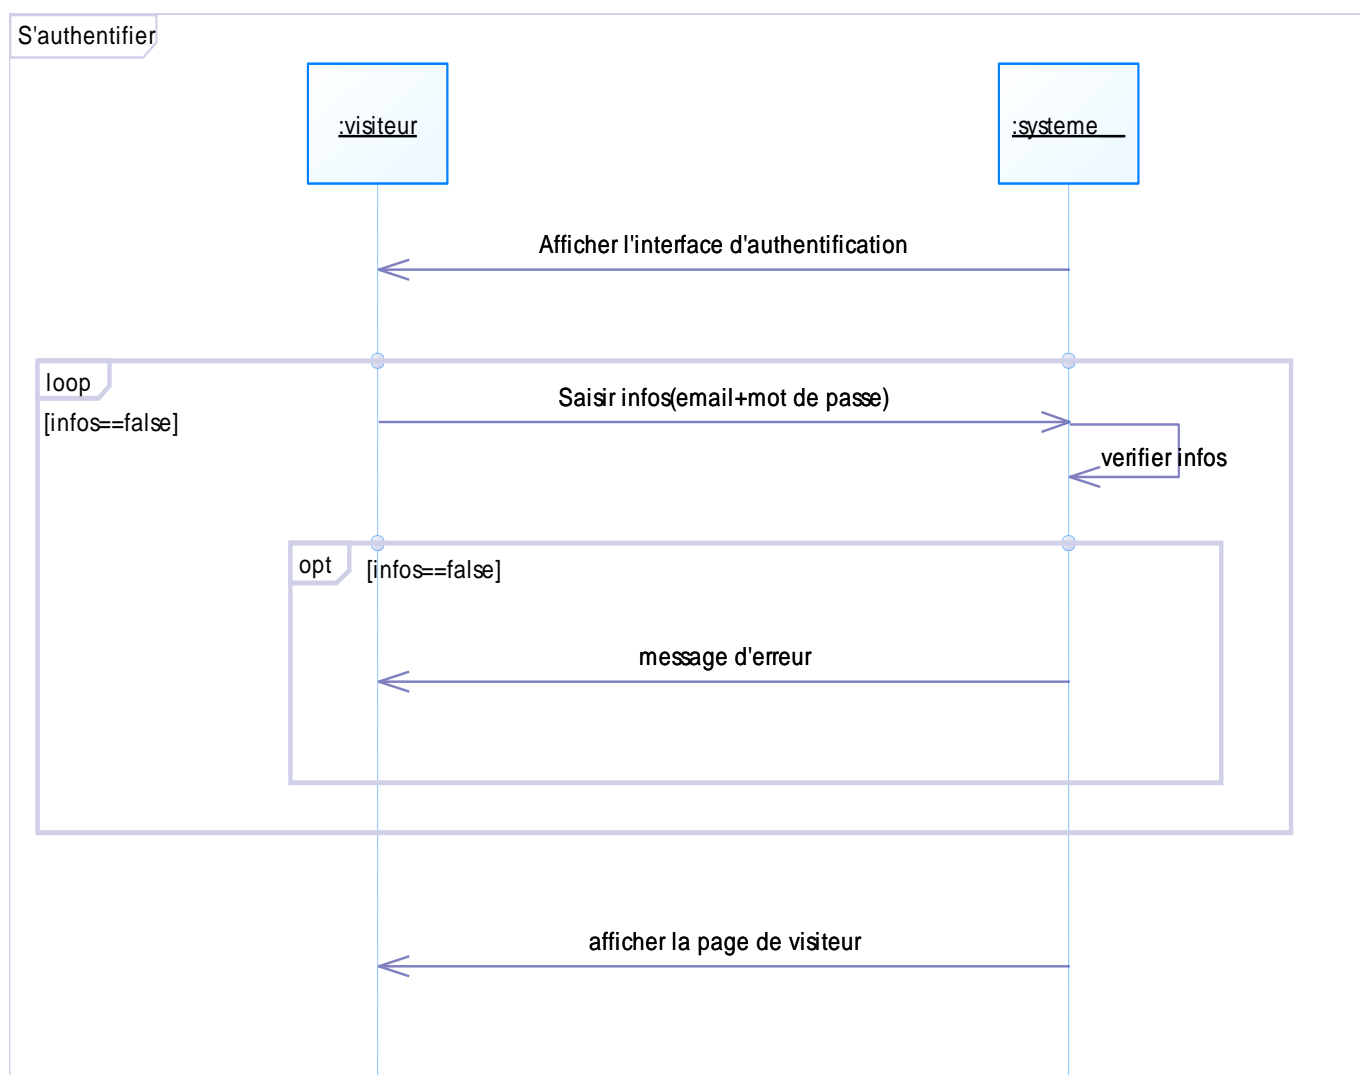 S'authentifier
:visiteur
:systeme
Afficher l'interface d'authentification
loop
[infos==false]
Saisir infos(email+mot de passe)
verifier infos
opt
[infos==false]
message d'erreur
afficher la page de visiteur